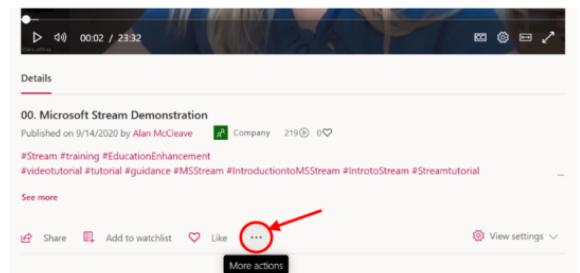 00:02 / 23:32
CC
Details
00. Microsoft Stream Demonstration
Published on 9/14/2020 by Alan McCleave Company 219 0
#Stream #training #EducationEnhancement
#videotutorial #tutorial #guidance #MSStream #IntroductiontoMSStream #IntrotoStream #Streamtutorial
See more
Share Add to watchlist Like ... View settings
More actions